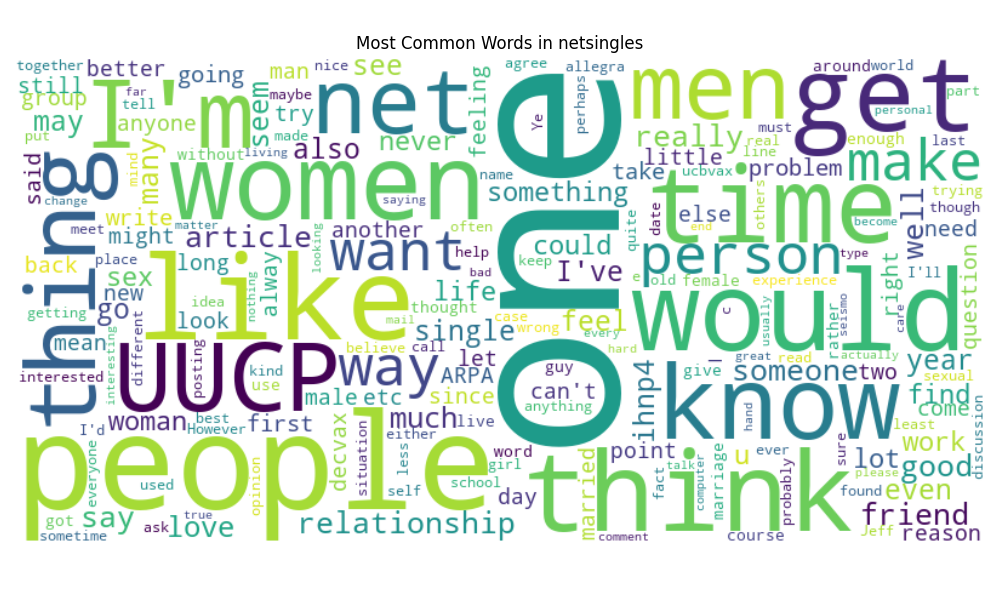 Most Common Words in netsingles
together
better
going
man
nice
see
agree
allegra
around
world
still
I'm
far
tell
maybe
net
one
men
get
part
group
seem
try
feeling
Ye
perhaps
personal
may
anyone
made
never
really
must
real
enough
last
put
many
without
living
also
little
line
make
said
thing
mind
women
name
take
ucbvax
problem
trying
change
saying
something
time
others
though
write
matter
often
quite
date
else
end
well
need
meet
might
article
another
could
person
become
back
place
long
alway
looking
want
help
keep
I've
type
I'll
sex
bad
e
old
female
experience
right
question
new
go
idea
nothing
like
life
case
would
getting
look
thought
feel
c
usually
rather
seismo
care
mean
different
mail
single
wrong
every
hard
actually
interesting
UUCP
posting
believe
call
let
guy
l
great
read
year
interested
kind
use
way
ARPA
can't
give
someone
two
sexual
male
etc
since
anything
ihnp4
know
hand
find
woman
best
much
live
come
least
I'd
However
first
either
word
point
u
ever
sure
work
discussion
people
everyone
decvax
situation
less
girl
married
think
fact
talk
computer
marriage
probably
lot
good
used
opinion
self
school
found
please
even
got
say
true
day
friend
sometime
ask
love
relationship
comment
course
Jeff
reason